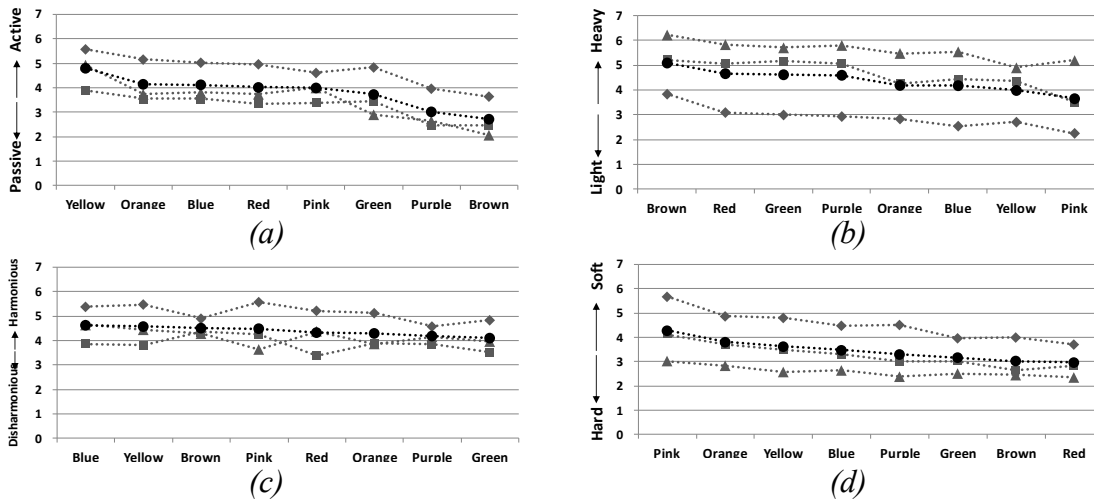 Passive Active
7
6
5
4
3
2
1
0
Yellow Orange Blue Red Pink Green Purple Brown
(a)
Light Heavy
7
6
5
4
3
2
1
0
Brown Red Green Purple Orange Blue Yellow Pink
(b)
Disharmonious Harmonious
7
6
5
4
3
2
1
0
Blue Yellow Brown Pink Red Orange Purple Green
(c)
Hard Soft
7
6
5
4
3
2
1
0
Pink Orange Yellow Blue Purple Green Brown Red
(d)